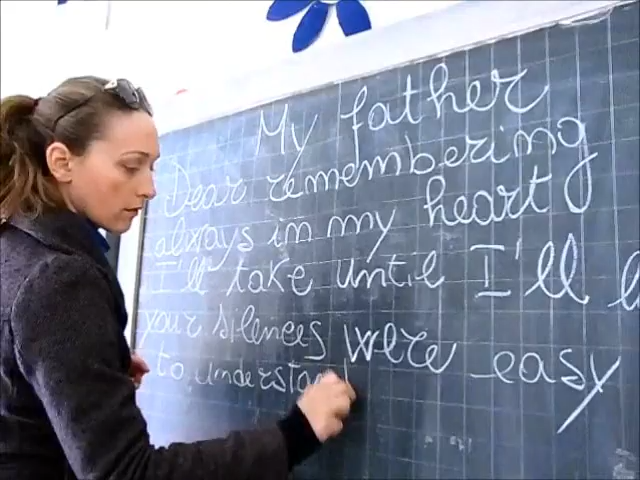 My father
Dear remembering
always in my heart
I'll take until I'll
your silences were easy
to understand